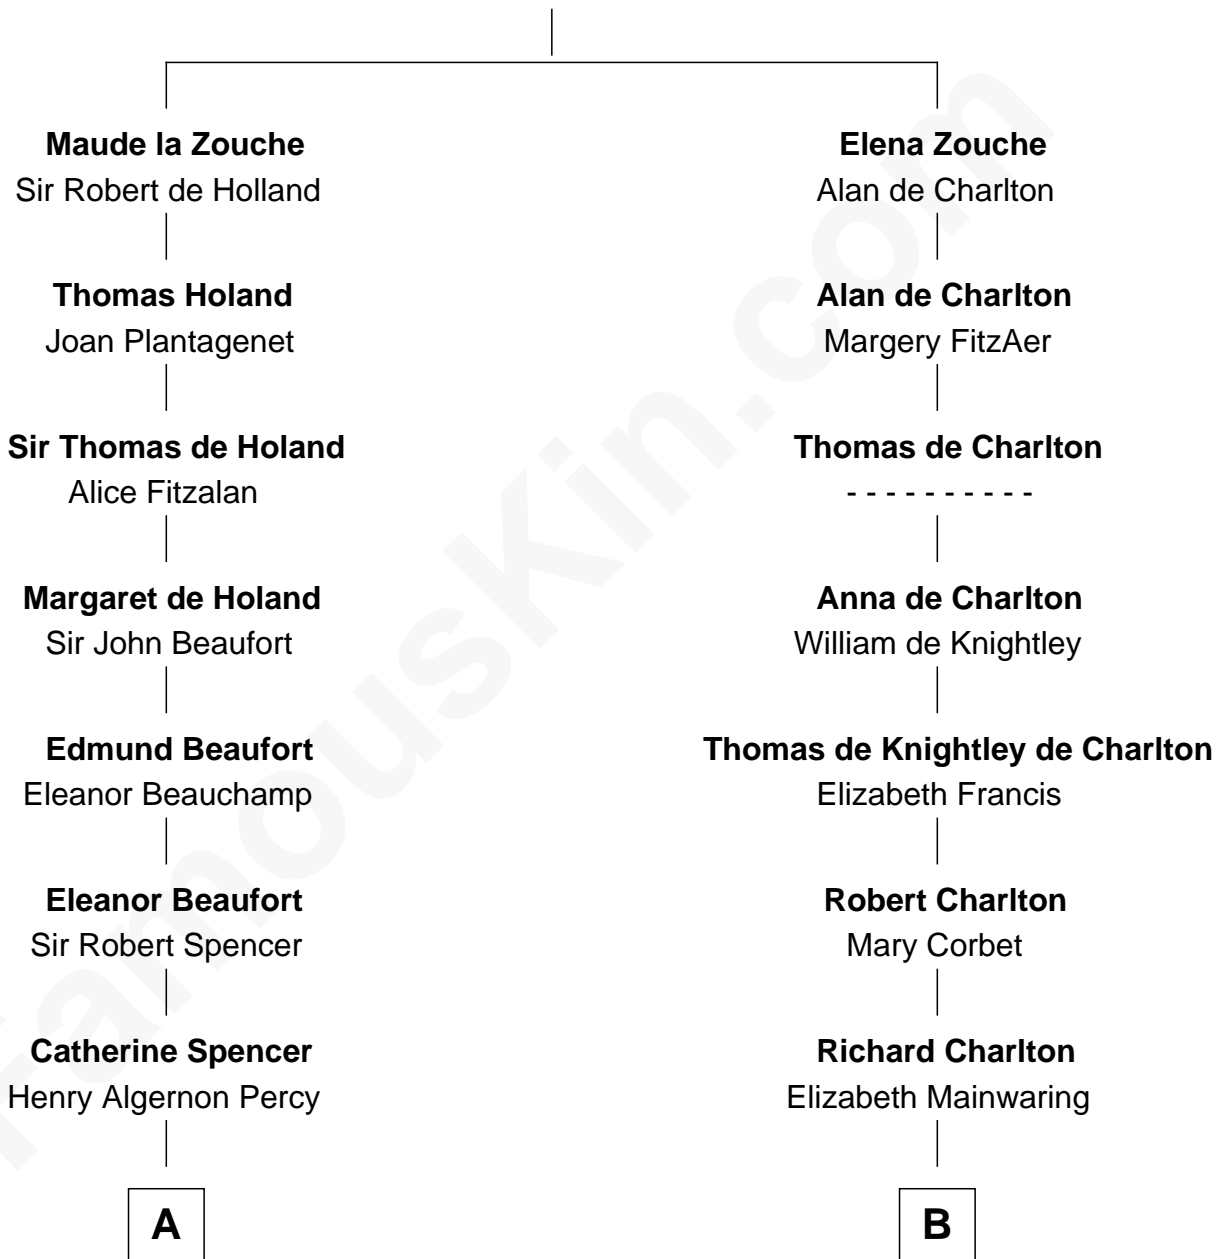 Maude la Zouche
Sir Robert de Holland
Thomas Holand
Joan Plantagenet
Sir Thomas de Holand
Alice Fitzalan
Margaret de Holand
Sir John Beaufort
Edmund Beaufort
Eleanor Beauchamp
Eleanor Beaufort
Sir Robert Spencer
Catherine Spencer
Henry Algernon Percy
A
Elena Zouche
Alan de Charlton
Alan de Charlton
Margery FitzAer
Thomas de Charlton
- - - - - - - - - -
Anna de Charlton
William de Knightley
Thomas de Knightley de Charlton
Elizabeth Francis
Robert Charlton
Mary Corbet
Richard Charlton
Elizabeth Mainwaring
B
FamousKin.com